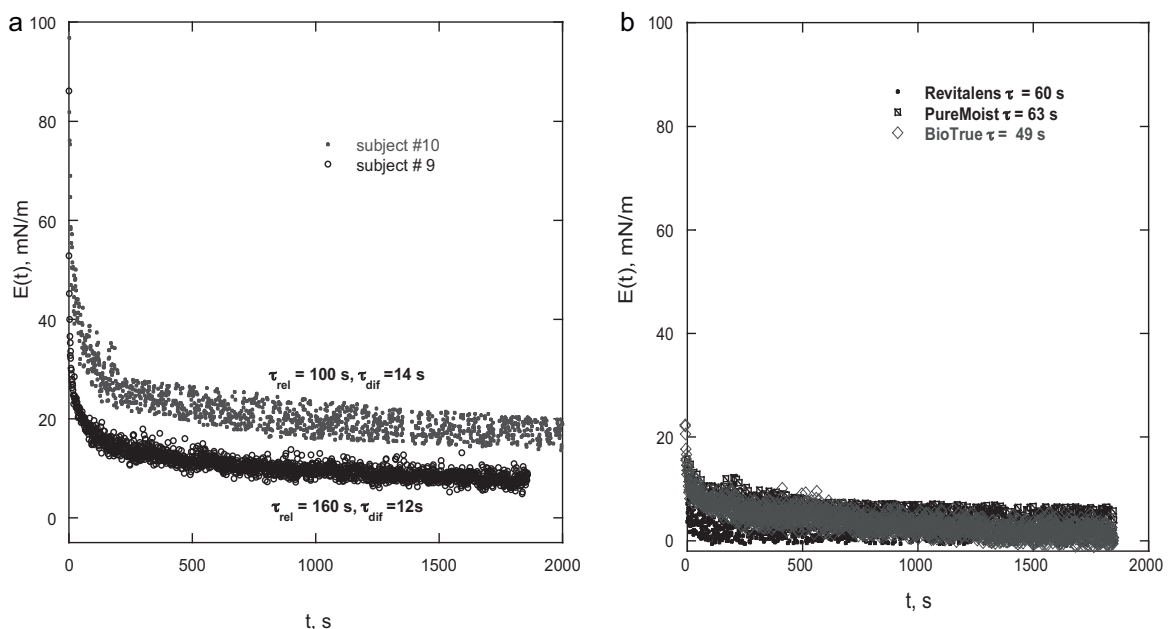 a
100
80
60
40
20
0
E(t), mN/m
subject #10
subject # 9
τrel = 100 s, τdif =14 s
τrel = 160 s, τdif =12s
0 500 1000 1500 2000
t, s
b
100
80
60
40
20
0
E(t), mN/m
Revitalens τ = 60 s
PureMoist τ = 63 s
BioTrue τ = 49 s
0 500 1000 1500 2000
t, s